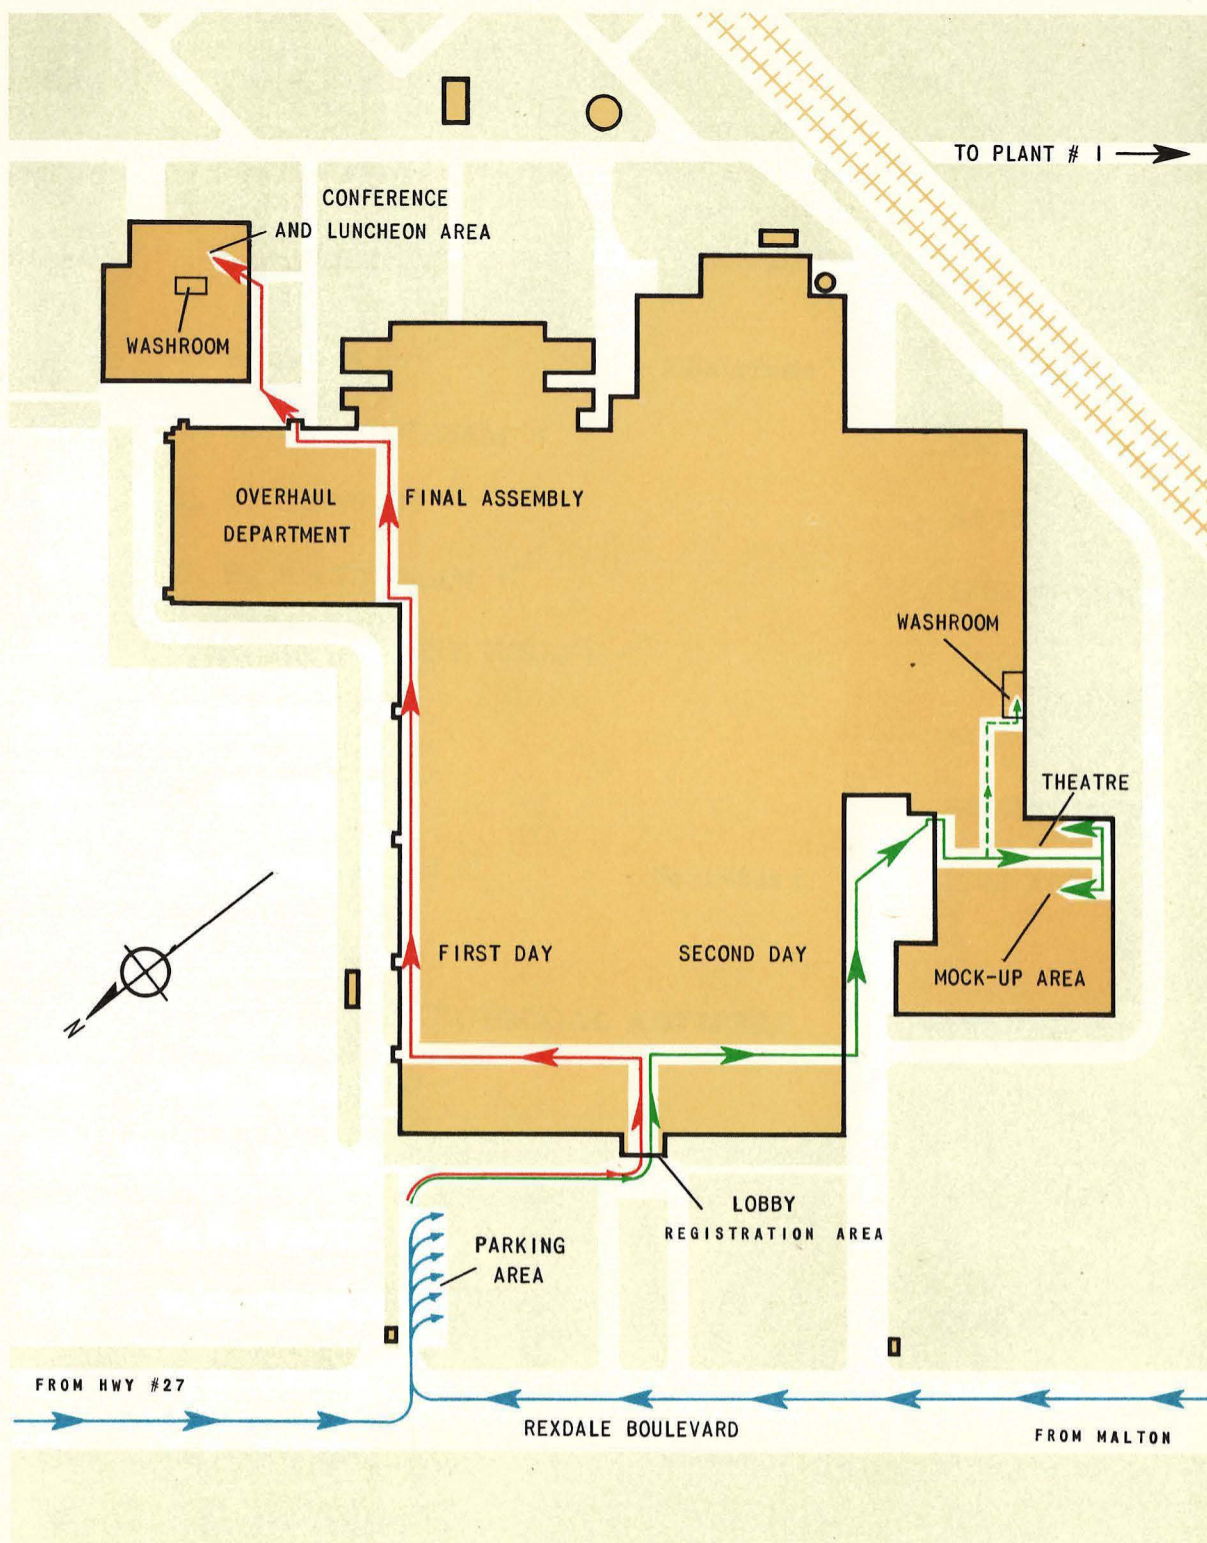 TO PLANT # 1
CONFERENCE
AND LUNCHEON AREA
WASHROOM
OVERHAUL
DEPARTMENT
FINAL ASSEMBLY
WASHROOM
THEATRE
FIRST DAY
SECOND DAY
MOCK-UP AREA
N
LOBBY
REGISTRATION AREA
PARKING
AREA
FROM HWY #27
REXDALE BOULEVARD
FROM MALTON